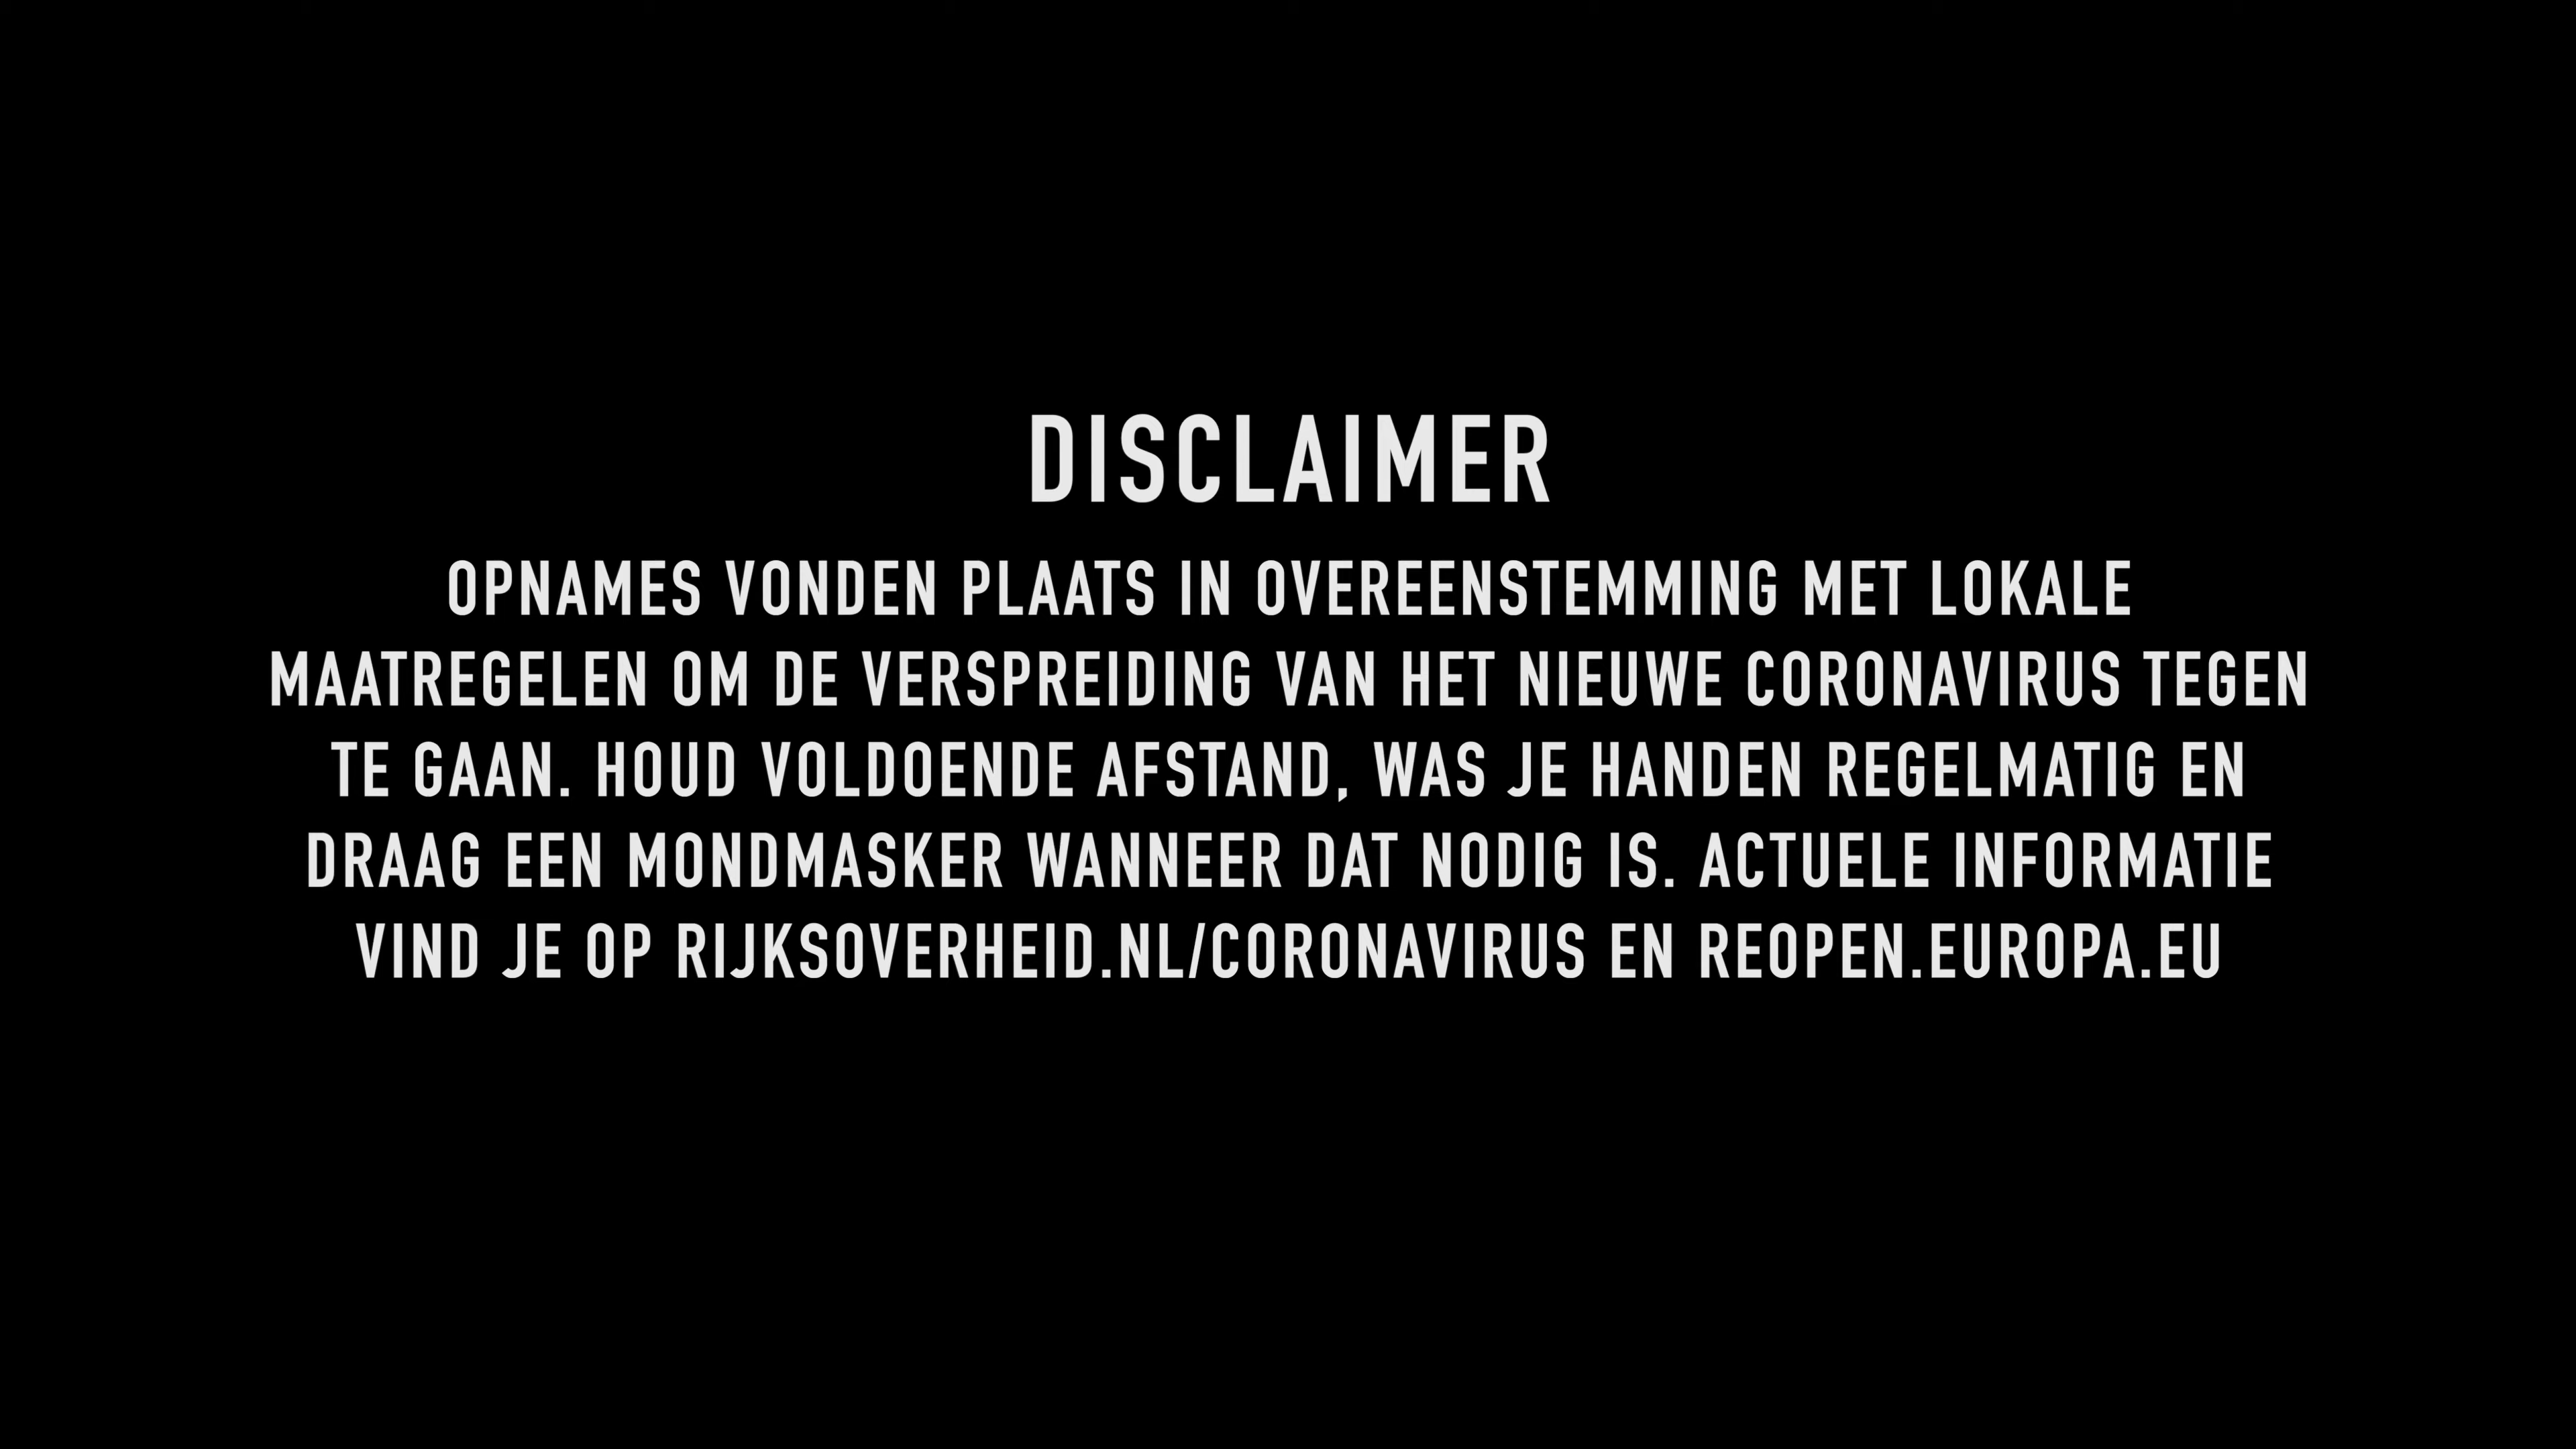 DISCLAIMER
OPNAMES VONDEN PLAATS IN OVEREENSTEMMING MET LOKALE
MAATREGELEN OM DE VERSPREIDING VAN HET NIEUWE CORONAVIRUS TEGEN
TE GAAN. HOUD VOLDOENDE AFSTAND, WAS JE HANDEN REGELMATIG EN
DRAAG EEN MONDMASKER WANNEER DAT NODIG IS. ACTUELE INFORMATIE
VIND JE OP RIJKSOVERHEID.NL/CORONAVIRUS EN REOPEN.EUROPA.EU